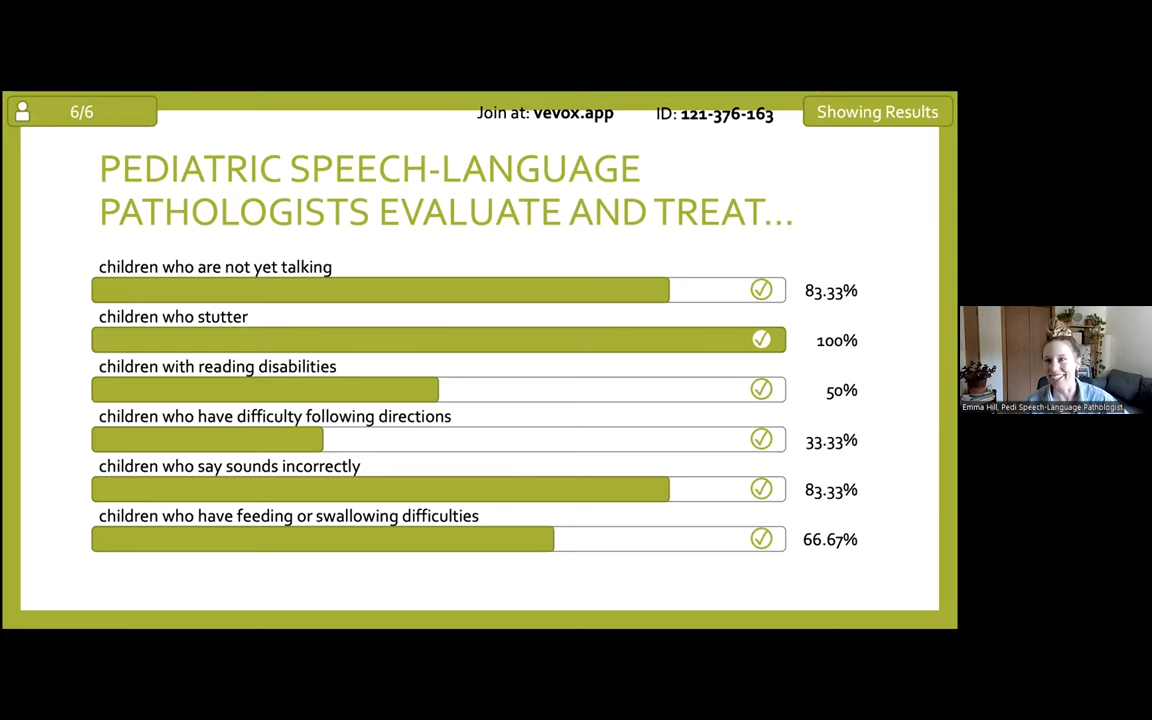 6/6
Join at: vevox.app
ID: 121-376-163
Showing Results
PEDIATRIC SPEECH-LANGUAGE
PATHOLOGISTS EVALUATE AND TREAT...
children who are not yet talking
83.33%
children who stutter
100%
children with reading disabilities
50%
children who have difficulty following directions
33.33%
children who say sounds incorrectly
83.33%
children who have feeding or swallowing difficulties
66.67%
Emma Hill, Pedi Speech-Language Pathologist